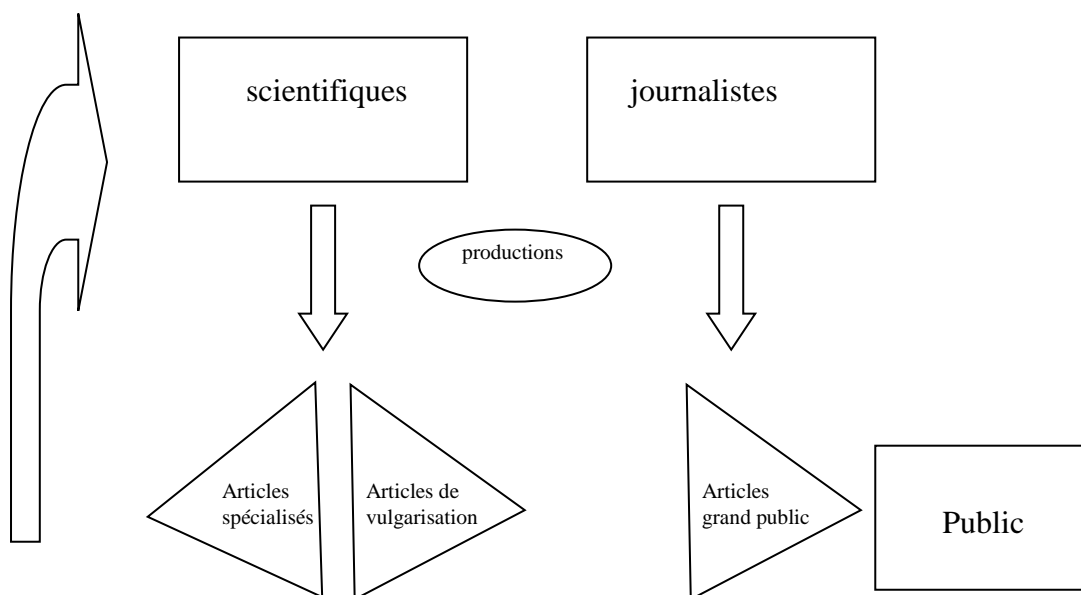 scientifiques
journalistes
productions
Articles
spécialisés
Articles de
vulgarisation
Articles
grand public
Public